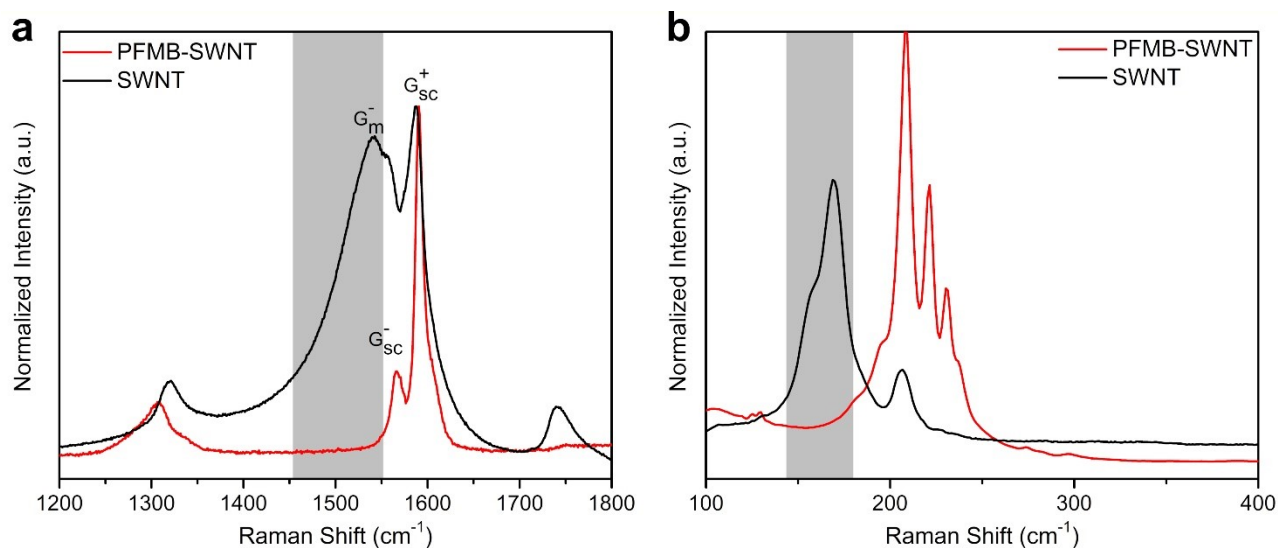 a
PFMB-SWNT
SWNT
G⁻m
G⁺sc
G⁻sc
Normalized Intensity (a.u.)
1200 1300 1400 1500 1600 1700 1800
Raman Shift (cm⁻¹)
b
PFMB-SWNT
SWNT
Normalized Intensity (a.u.)
100 200 300 400
Raman Shift (cm⁻¹)